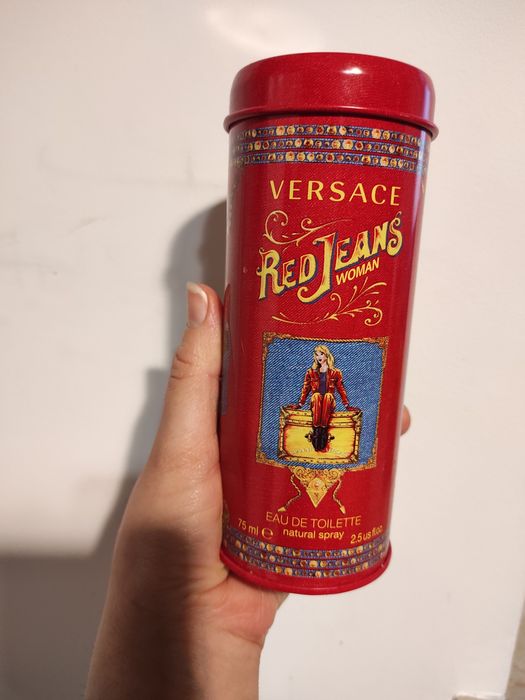 VERSACE
RED JEANS
WOMAN
EAU DE TOILETTE
75 ml ℮ natural spray 2.5 us fl.oz.